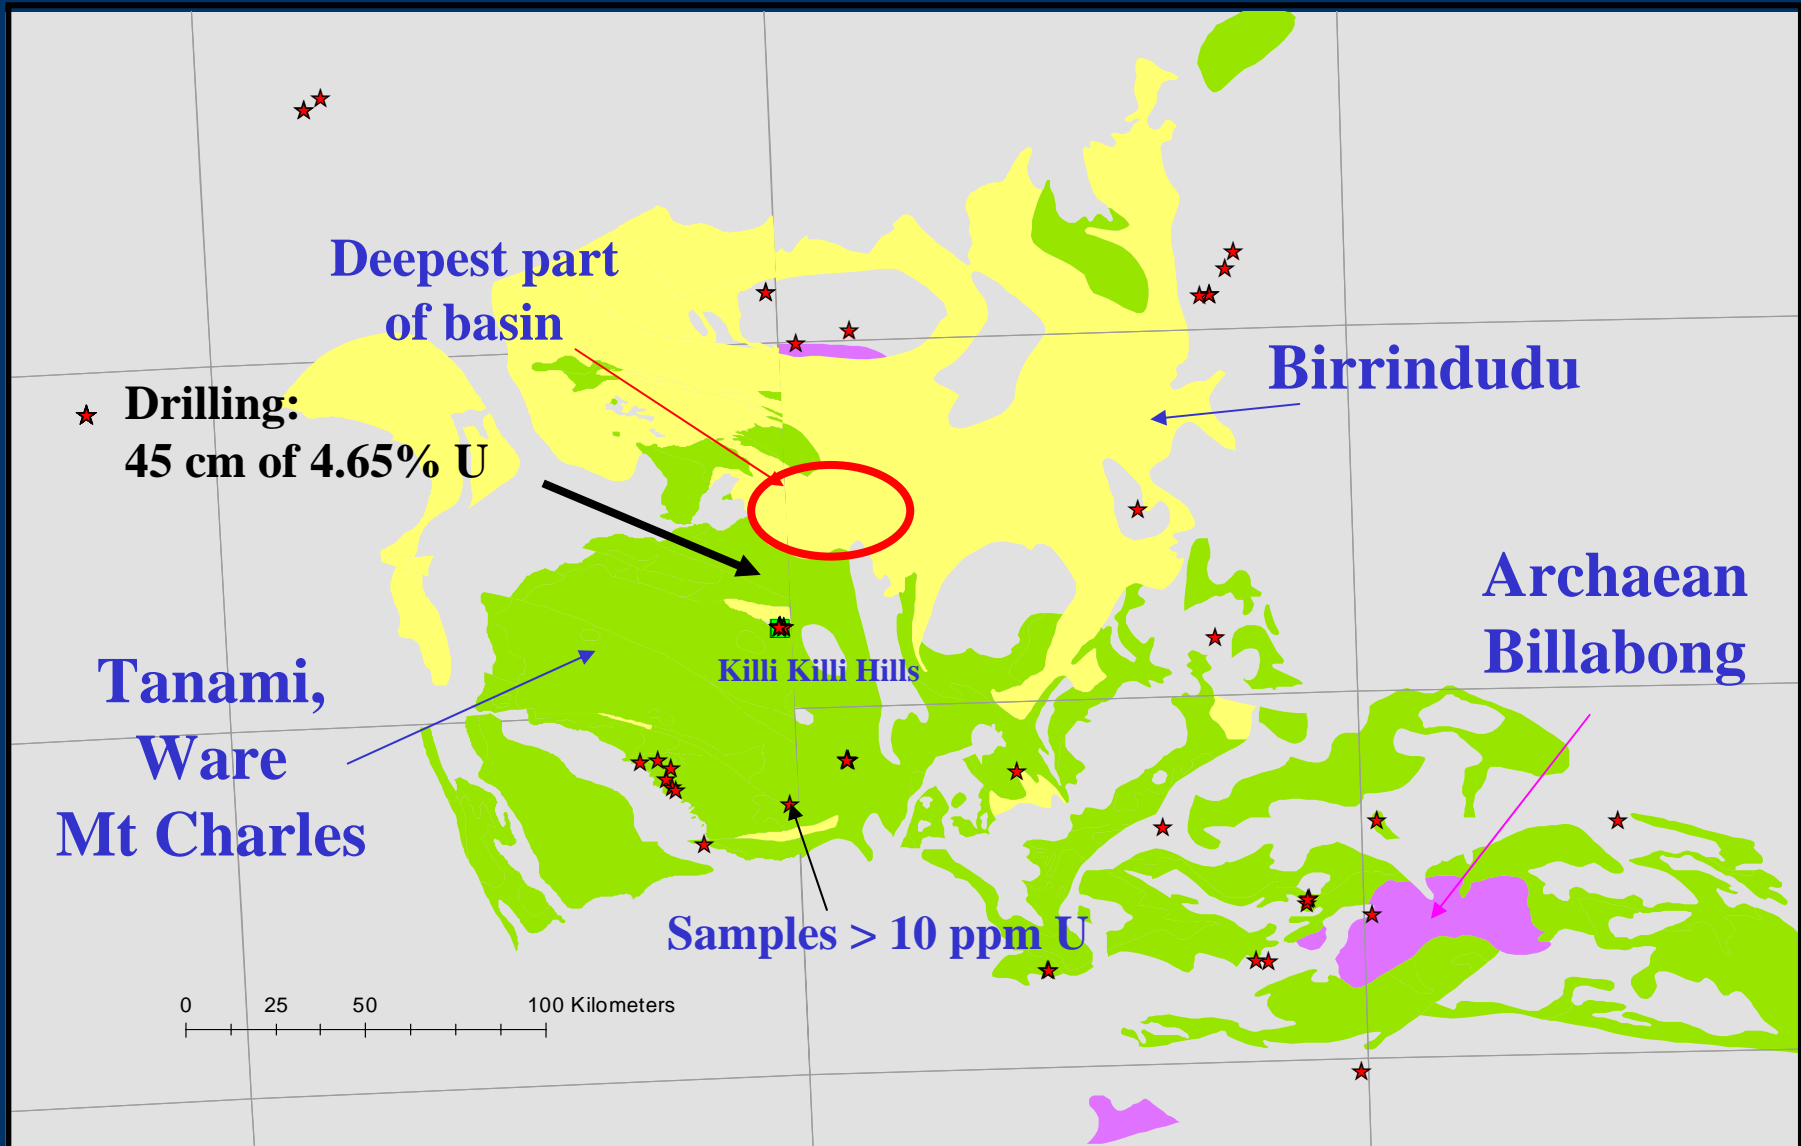 Deepest part
of basin
Birrindudu
Drilling:
45 cm of 4.65% U
Archaean
Billabong
Killi Killi Hills
Tanami,
Ware
Mt Charles
Samples > 10 ppm U
0 25 50 100 Kilometers